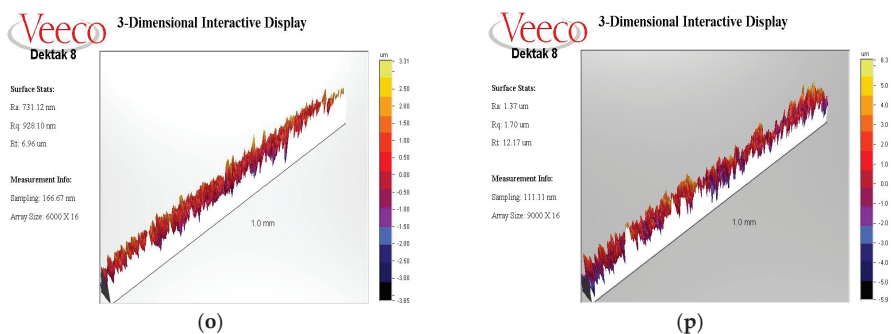 Veeco
Dektak 8
3-Dimensional Interactive Display
Surface Stats:
Ra: 731.12 nm
Rq: 928.10 nm
Rt: 6.96 um
Measurement Info:
Sampling: 166.67 nm
Array Size: 6000 X 16
1.0 mm
um
3.31
2.50
2.00
1.50
1.00
0.50
-0.50
-1.00
-1.50
2.00
-2.50
-3.00
-3.65
(o)
Veeco
Dektak 8
3-Dimensional Interactive Display
Surface Stats:
Ra: 1.37 um
Rq: 1.70 um
Rt: 12.17 um
Measurement Info:
Sampling: 111.11 nm
Array Size: 9000 X 16
1.0 mm
um
6.3
4.0
3.0
2.0
1.0
0.0
-1.0
-2.0
-3.0
-4.0
-5.0
-5.9
(p)